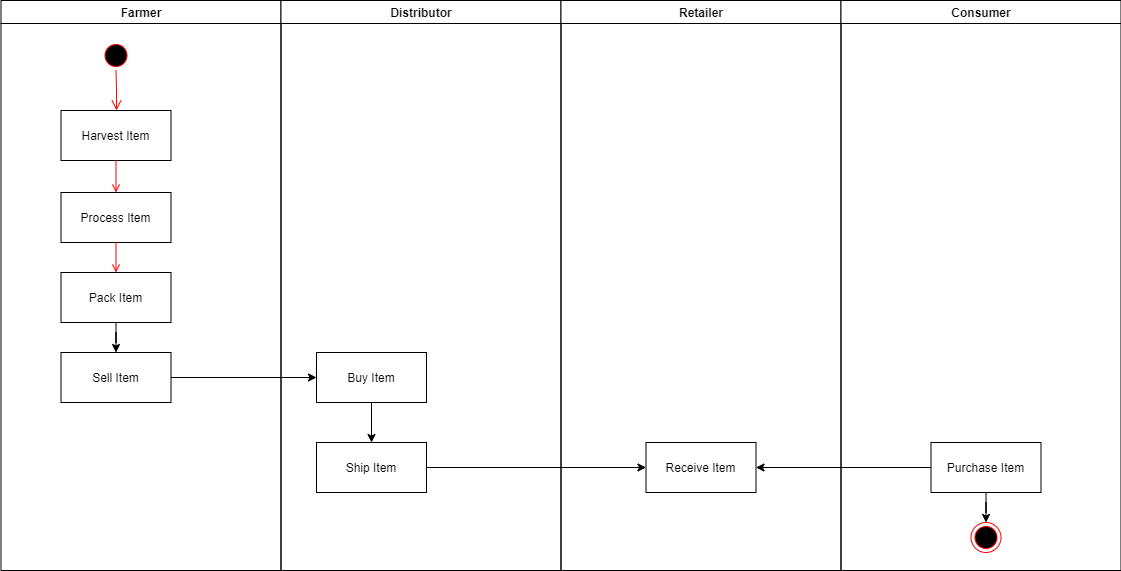 Farmer
Distributor
Retailer
Consumer
Harvest Item
Process Item
Pack Item
Sell Item
Buy Item
Ship Item
Receive Item
Purchase Item